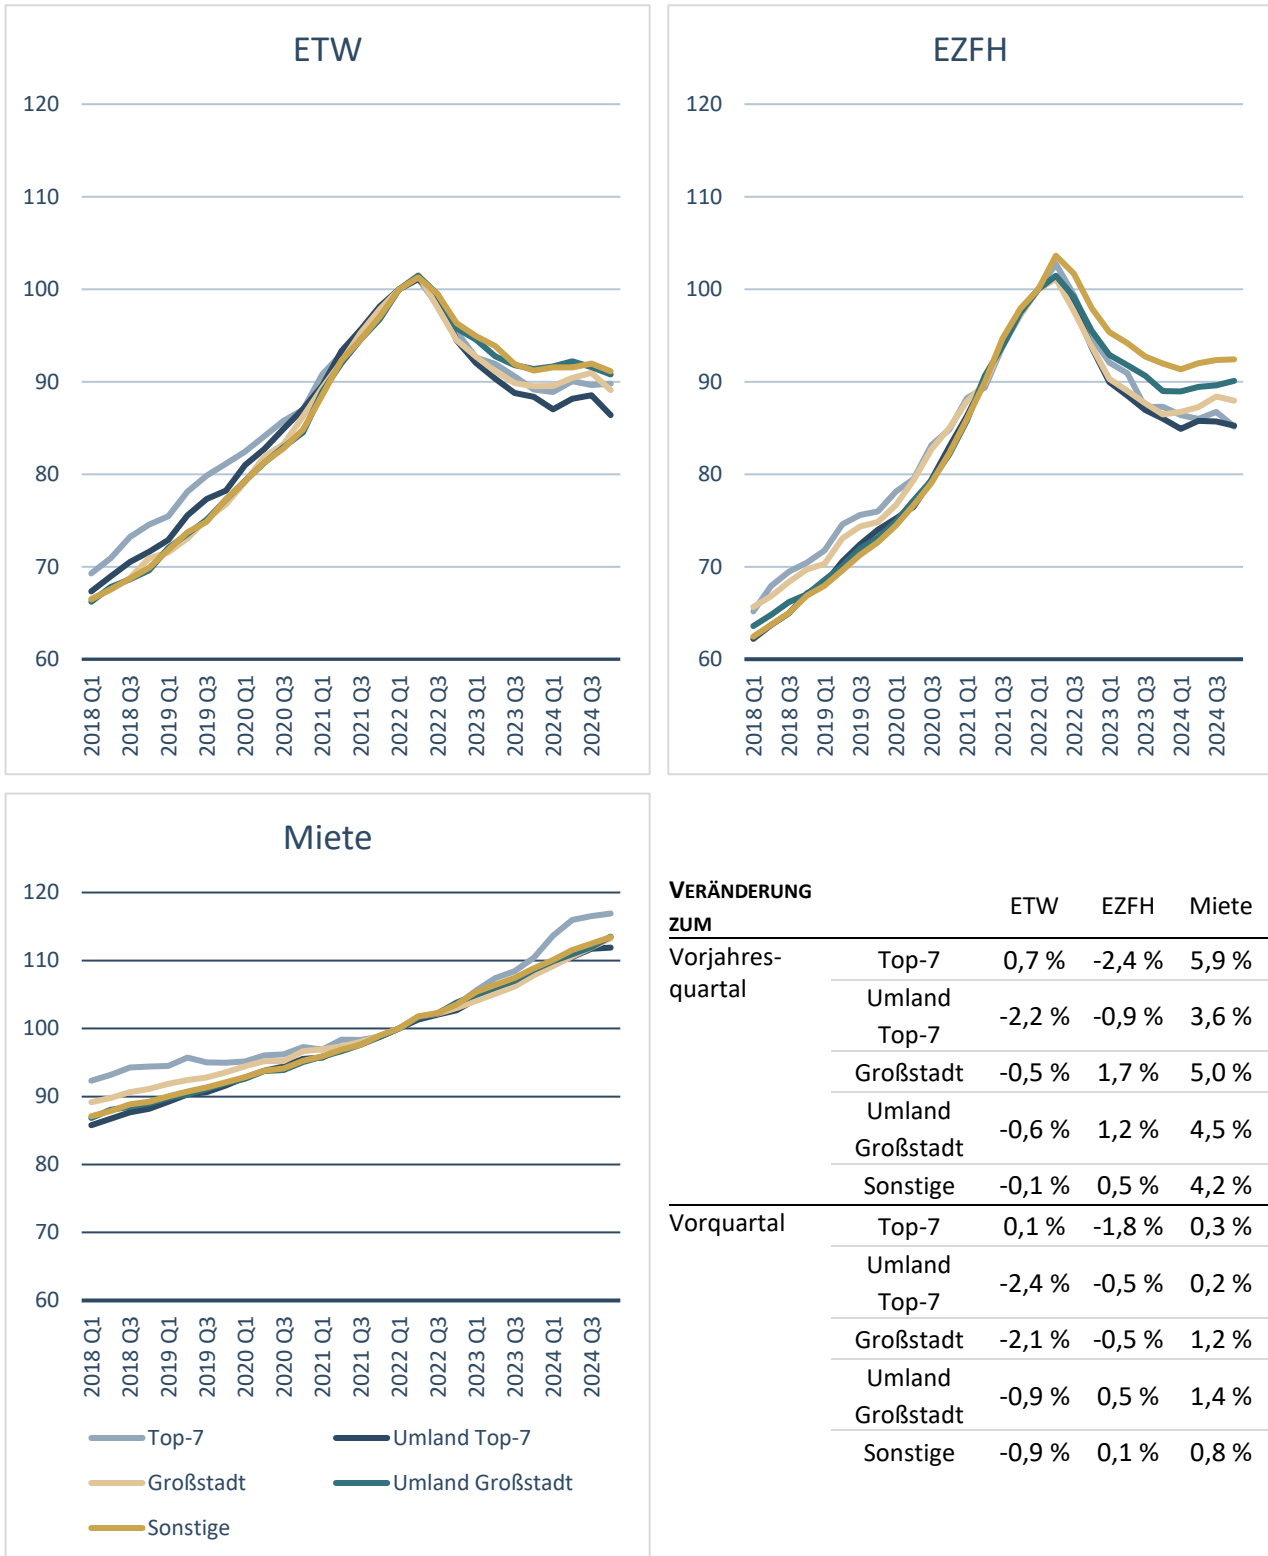 ETW
120
110
100
90
80
70
60
2018 Q1
2018 Q3
2019 Q1
2019 Q3
2020 Q1
2020 Q3
2021 Q1
2021 Q3
2022 Q1
2022 Q3
2023 Q1
2023 Q3
2024 Q1
2024 Q3
EZFH
120
110
100
90
80
70
60
2018 Q1
2018 Q3
2019 Q1
2019 Q3
2020 Q1
2020 Q3
2021 Q1
2021 Q3
2022 Q1
2022 Q3
2023 Q1
2023 Q3
2024 Q1
2024 Q3
Miete
120
110
100
90
80
70
60
2018 Q1
2018 Q3
2019 Q1
2019 Q3
2020 Q1
2020 Q3
2021 Q1
2021 Q3
2022 Q1
2022 Q3
2023 Q1
2023 Q3
2024 Q1
2024 Q3
Top-7 Umland Top-7
Großstadt Umland Großstadt
Sonstige
VERÄNDERUNG
ZUM ETW EZFH Miete
Vorjahres- Top-7 0,7 % -2,4 % 5,9 %
quartal
Umland
Top-7 -2,2 % -0,9 % 3,6 %
Großstadt -0,5 % 1,7 % 5,0 %
Umland
Großstadt -0,6 % 1,2 % 4,5 %
Sonstige -0,1 % 0,5 % 4,2 %
Vorquartal Top-7 0,1 % -1,8 % 0,3 %
Umland
Top-7 -2,4 % -0,5 % 0,2 %
Großstadt -2,1 % -0,5 % 1,2 %
Umland
Großstadt -0,9 % 0,5 % 1,4 %
Sonstige -0,9 % 0,1 % 0,8 %